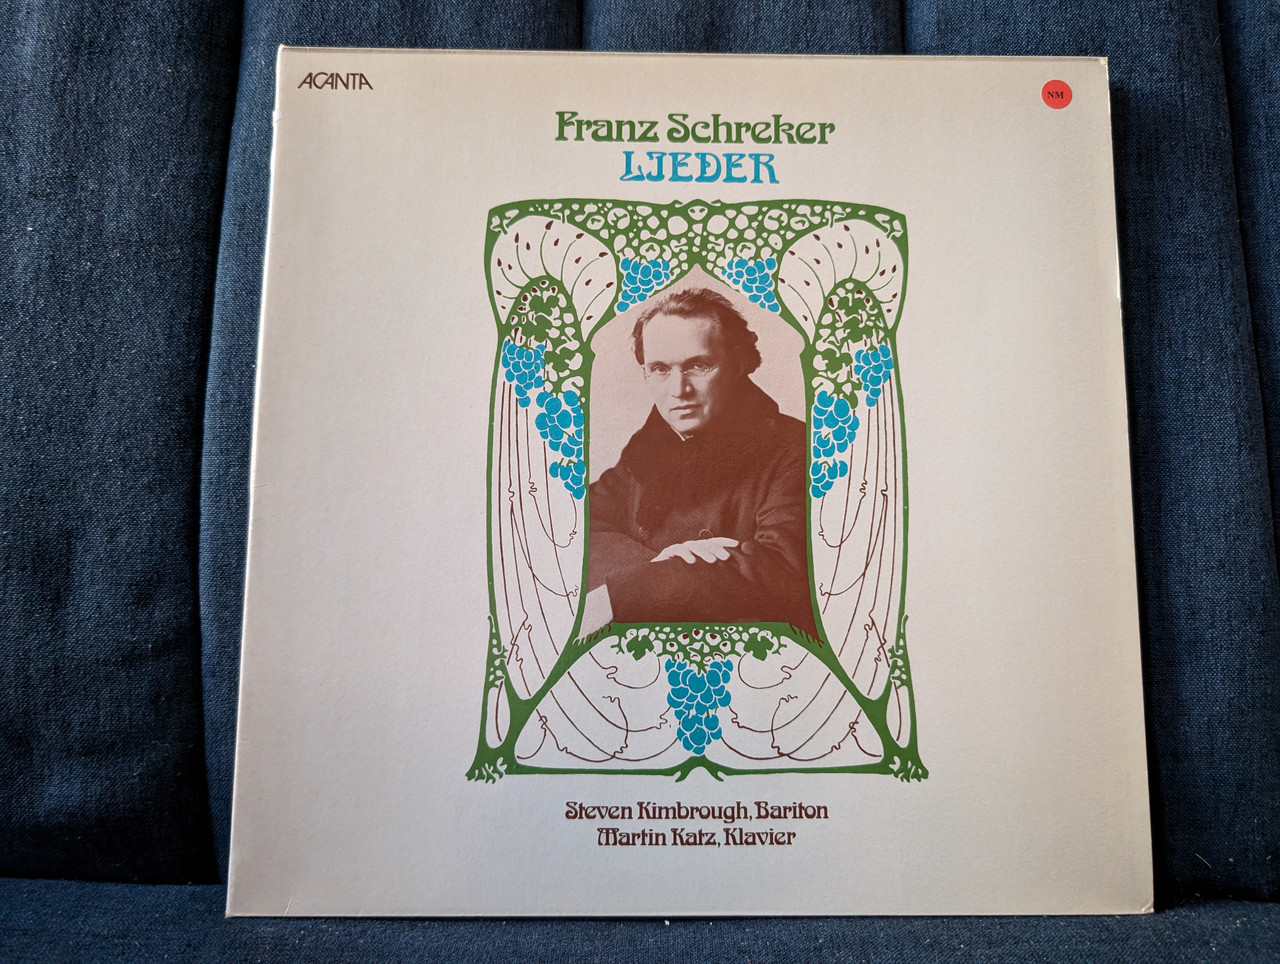 ACANTA
NM
Franz Schreker
LIEDER
Steven Kimbrough, Bariton
Martin Katz, Klavier